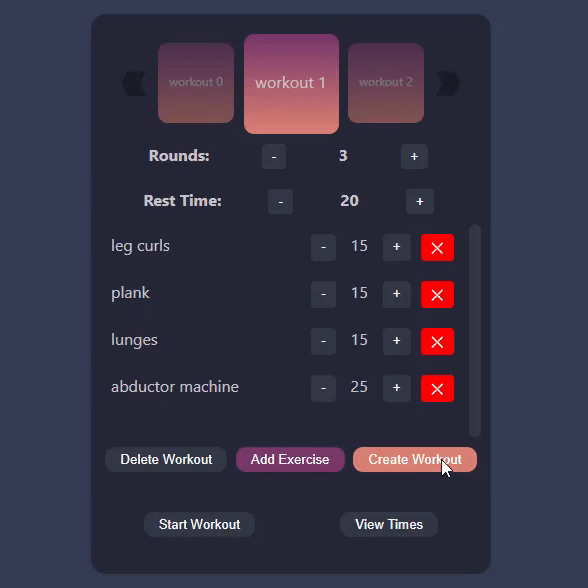 workout 0 workout 1 workout 2
Rounds: - 3 +
Rest Time: - 20 +
leg curls - 15 +
plank - 15 +
lunges - 15 +
abductor machine - 25 +
Delete Workout Add Exercise Create Workout
Start Workout View Times